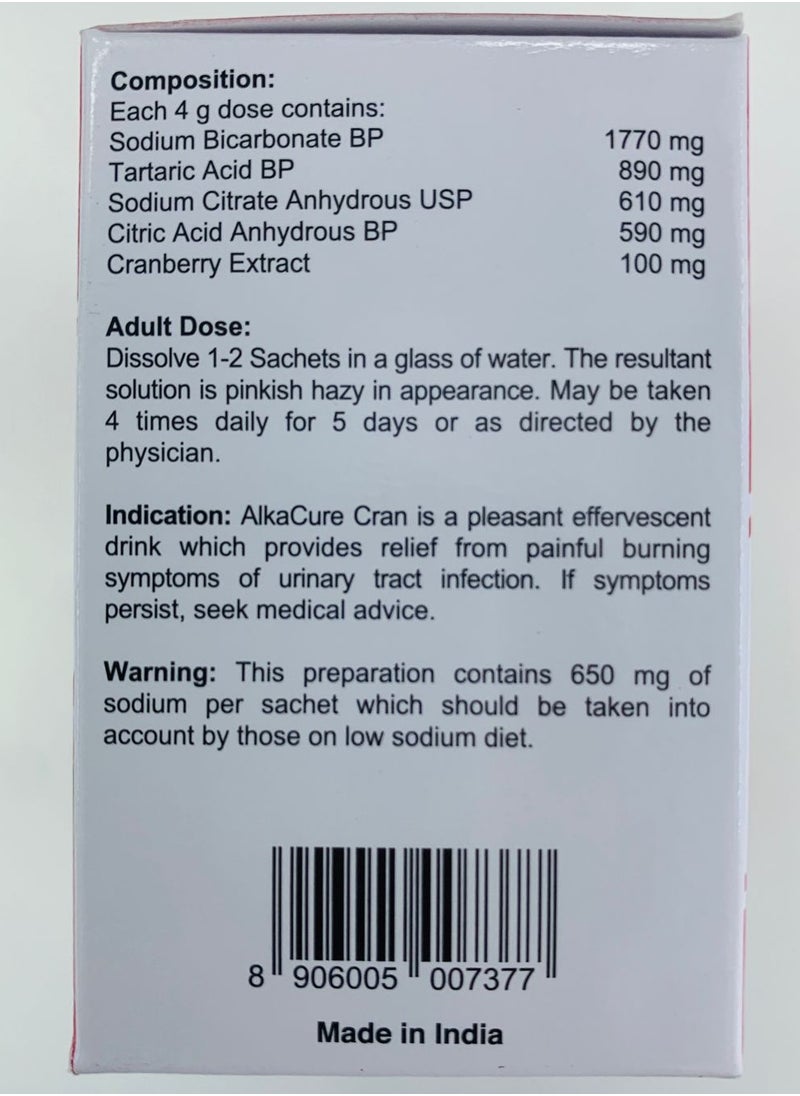 Composition:
Each 4 g dose contains:
Sodium Bicarbonate BP 1770 mg
Tartaric Acid BP 890 mg
Sodium Citrate Anhydrous USP 610 mg
Citric Acid Anhydrous BP 590 mg
Cranberry Extract 100 mg
Adult Dose:
Dissolve 1-2 Sachets in a glass of water. The resultant
solution is pinkish hazy in appearance. May be taken
4 times daily for 5 days or as directed by the
physician.
Indication: AlkaCure Cran is a pleasant effervescent
drink which provides relief from painful burning
symptoms of urinary tract infection. If symptoms
persist, seek medical advice.
Warning: This preparation contains 650 mg of
sodium per sachet which should be taken into
account by those on low sodium diet.
8 906005 007377
Made in India